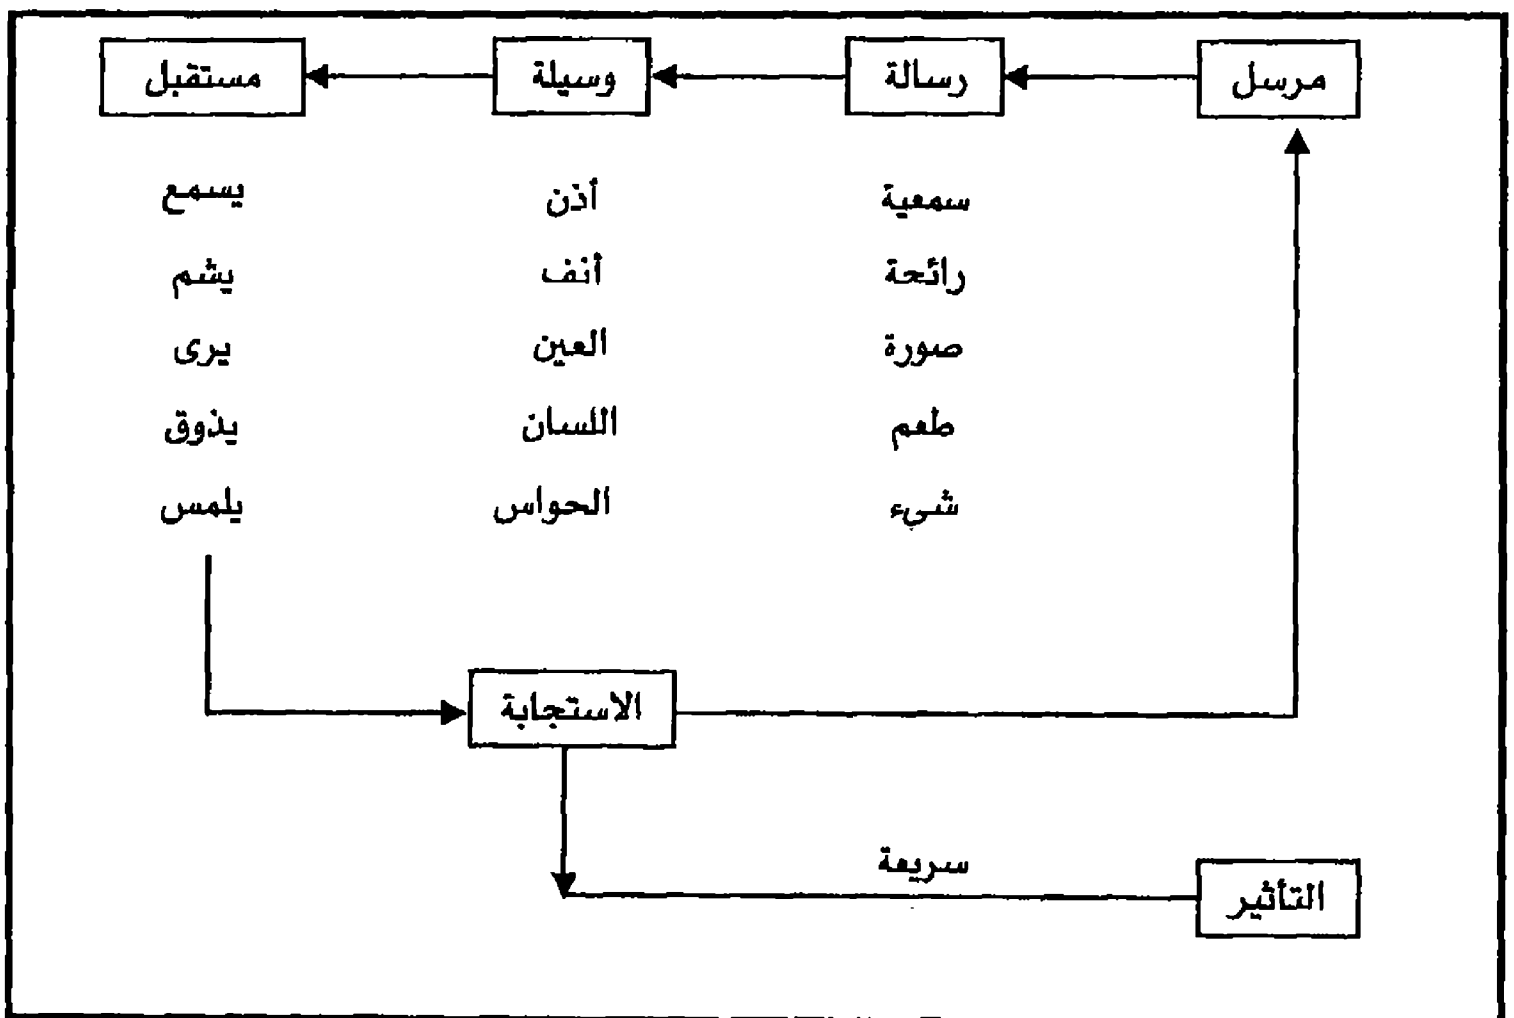 مرسل رسالة وسيلة مستقبل
سمعية أذن يسمع
رائحة أنف يشم
صورة العين يرى
طعم اللسان يذوق
شيء الحواس يلمس
الاستجابة
سريعة
التأثير